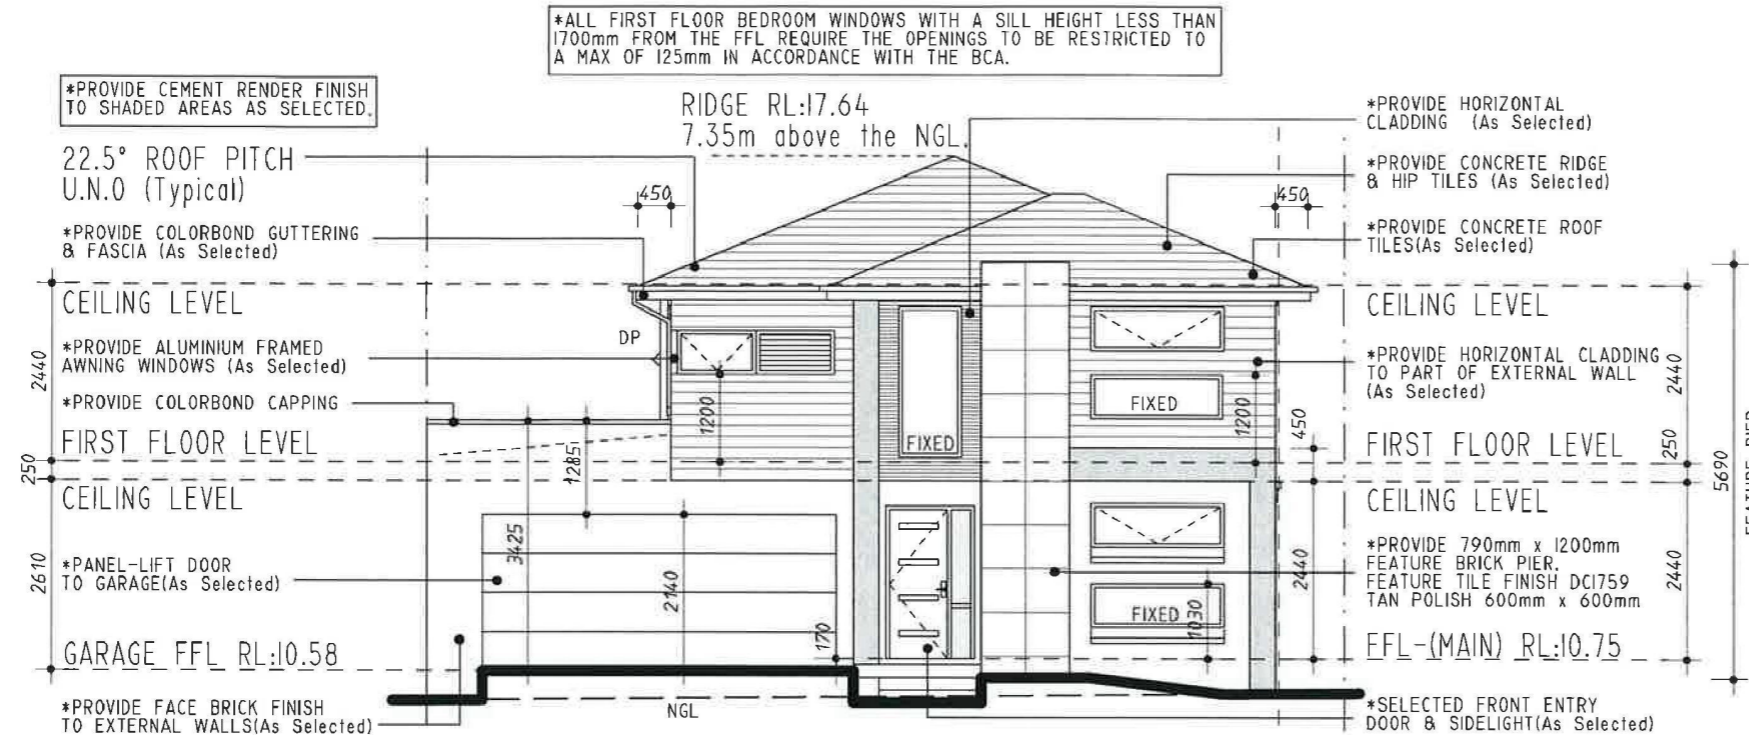 *ALL FIRST FLOOR BEDROOM WINDOWS WITH A SILL HEIGHT LESS THAN
1700mm FROM THE FFL REQUIRE THE OPENINGS TO BE RESTRICTED TO
A MAX OF 125mm IN ACCORDANCE WITH THE BCA.
*PROVIDE CEMENT RENDER FINISH
TO SHADED AREAS AS SELECTED.
RIDGE RL:17.64
7.35m above the NGL.
22.5° ROOF PITCH
U.N.O (Typical)
*PROVIDE COLORBOND GUTTERING
& FASCIA (As Selected)
CEILING LEVEL
*PROVIDE ALUMINIUM FRAMED
AWNING WINDOWS (As Selected)
*PROVIDE COLORBOND CAPPING
FIRST FLOOR LEVEL
CEILING LEVEL
*PANEL-LIFT DOOR
TO GARAGE(As Selected)
GARAGE FFL RL:10.58
*PROVIDE FACE BRICK FINISH
TO EXTERNAL WALLS(As Selected)
2440
250
2610
450
DP
1200
1285
3425
2140
170
NGL
FIXED
FIXED
FIXED
1200
1030
450
2440
450
*PROVIDE HORIZONTAL
CLADDING (As Selected)
*PROVIDE CONCRETE RIDGE
& HIP TILES (As Selected)
*PROVIDE CONCRETE ROOF
TILES(As Selected)
CEILING LEVEL
*PROVIDE HORIZONTAL CLADDING
TO PART OF EXTERNAL WALL
(As Selected)
FIRST FLOOR LEVEL
CEILING LEVEL
*PROVIDE 790mm x 1200mm
FEATURE BRICK PIER.
FEATURE TILE FINISH DC1759
TAN POLISH 600mm x 600mm
FFL-(MAIN) RL:10.75
*SELECTED FRONT ENTRY
DOOR & SIDELIGHT(As Selected)
2440
250
2440
5690
FEATURE PIER